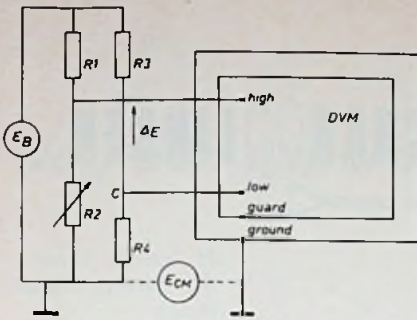 R1
R3
high
DVM
E_B
ΔE
C
low
R2
guard
R4
ground
E_CM